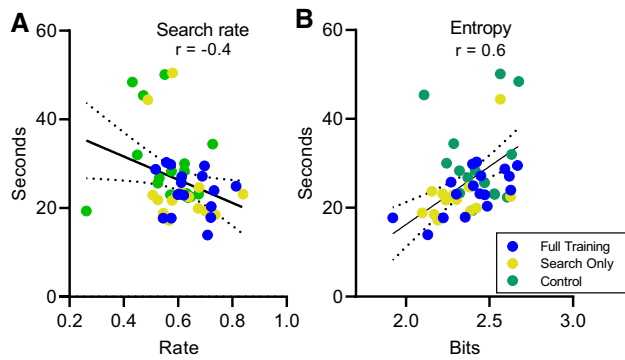 A
Search rate
r = -0.4
60
40
20
0
Seconds
0.2
0.4
0.6
0.8
1.0
Rate
B
Entropy
r = 0.6
60
40
20
0
Seconds
2.0
2.5
3.0
Bits
Full Training
Search Only
Control